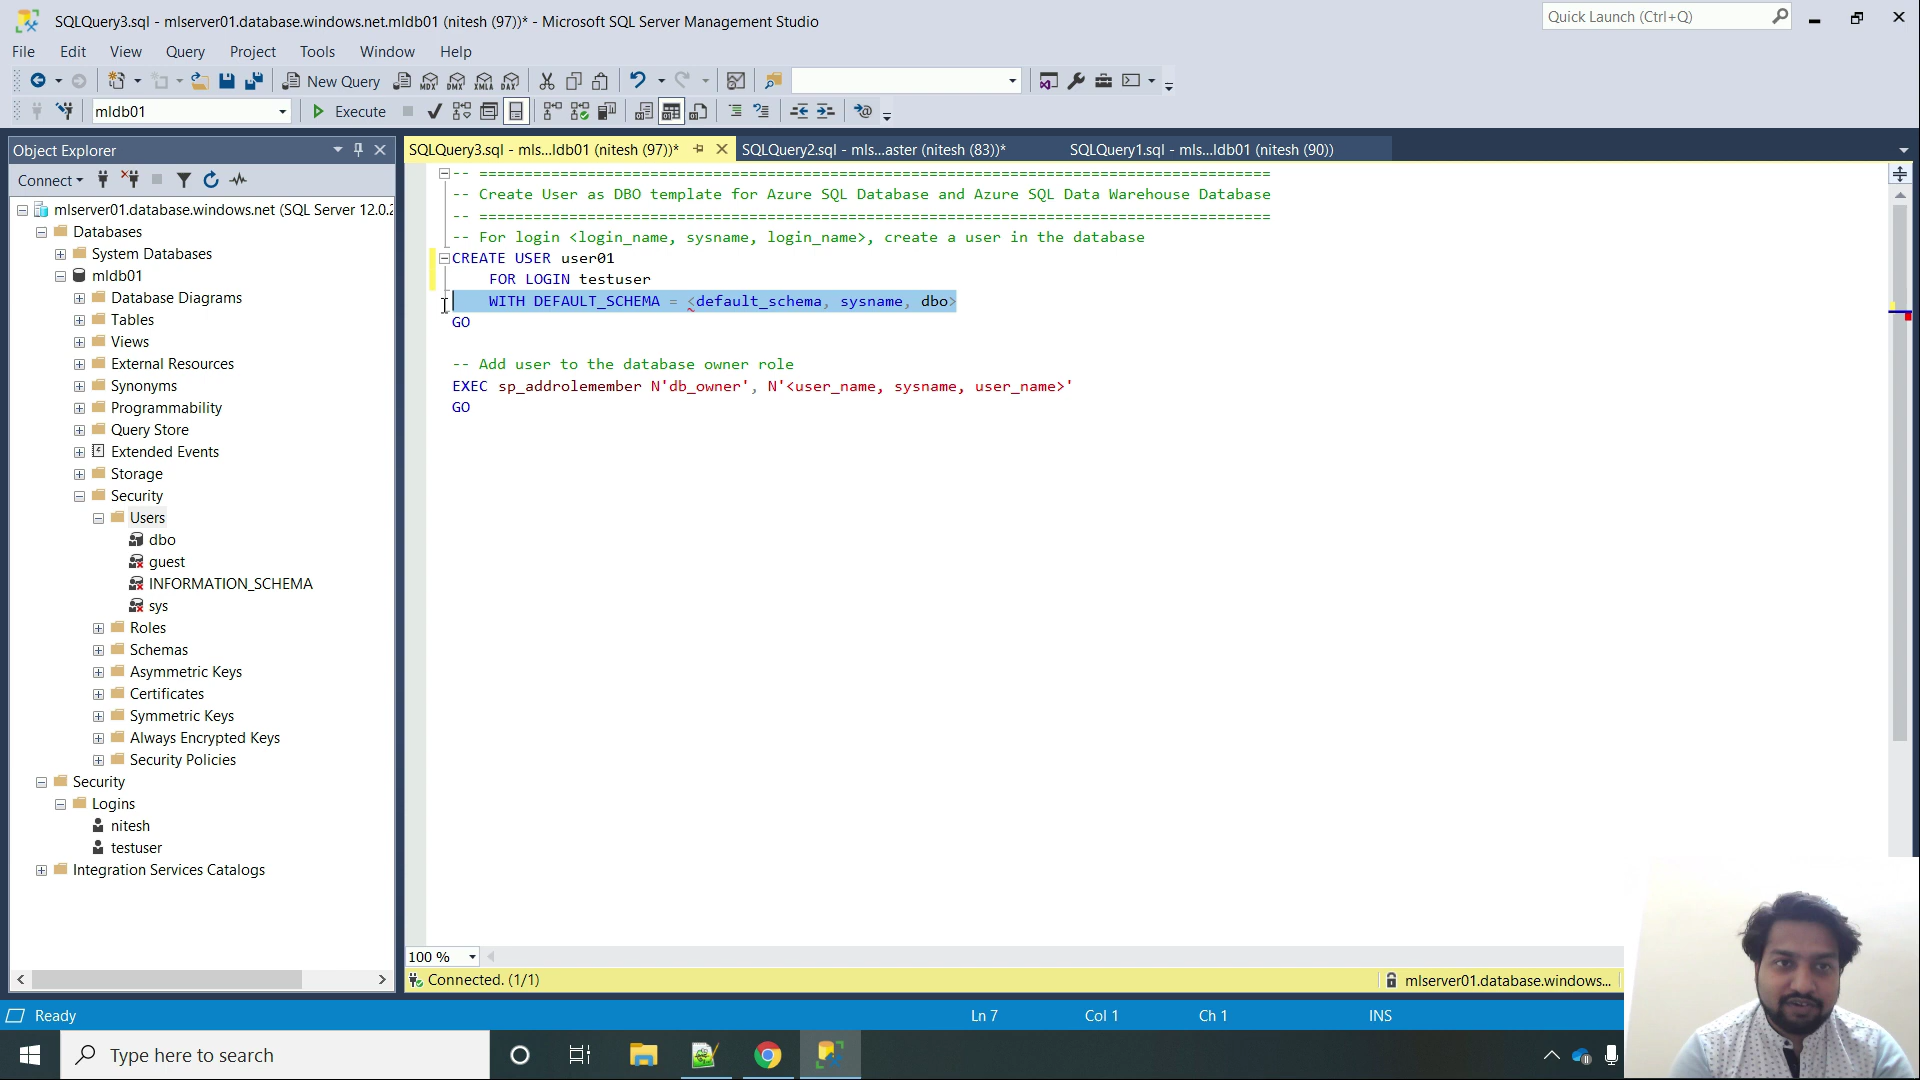 SQLQuery3.sql - mlserver01.database.windows.net.mldb01 (nitesh (97))* - Microsoft SQL Server Management Studio
Quick Launch (Ctrl+Q)
File Edit View Query Project Tools Window Help
New Query MDX DMX XMLA DAX
mldb01 Execute
Object Explorer
SQLQuery3.sql - mls...ldb01 (nitesh (97))* SQLQuery2.sql - mls...aster (nitesh (83))* SQLQuery1.sql - mls...ldb01 (nitesh (90))
Connect
mlserver01.database.windows.net (SQL Server 12.0.2
Databases
System Databases
mldb01
Database Diagrams
Tables
Views
External Resources
Synonyms
Programmability
Query Store
Extended Events
Storage
Security
Users
dbo
guest
INFORMATION_SCHEMA
sys
Roles
Schemas
Asymmetric Keys
Certificates
Symmetric Keys
Always Encrypted Keys
Security Policies
Security
Logins
nitesh
testuser
Integration Services Catalogs
-- ========================================================================================
-- Create User as DBO template for Azure SQL Database and Azure SQL Data Warehouse Database
-- ========================================================================================
-- For login <login_name, sysname, login_name>, create a user in the database
CREATE USER user01
FOR LOGIN testuser
WITH DEFAULT_SCHEMA = <default_schema, sysname, dbo>
GO
-- Add user to the database owner role
EXEC sp_addrolemember N'db_owner', N'<user_name, sysname, user_name>'
GO
100 %
Connected. (1/1) mlserver01.database.windows...
Ready Ln 7 Col 1 Ch 1 INS
Type here to search